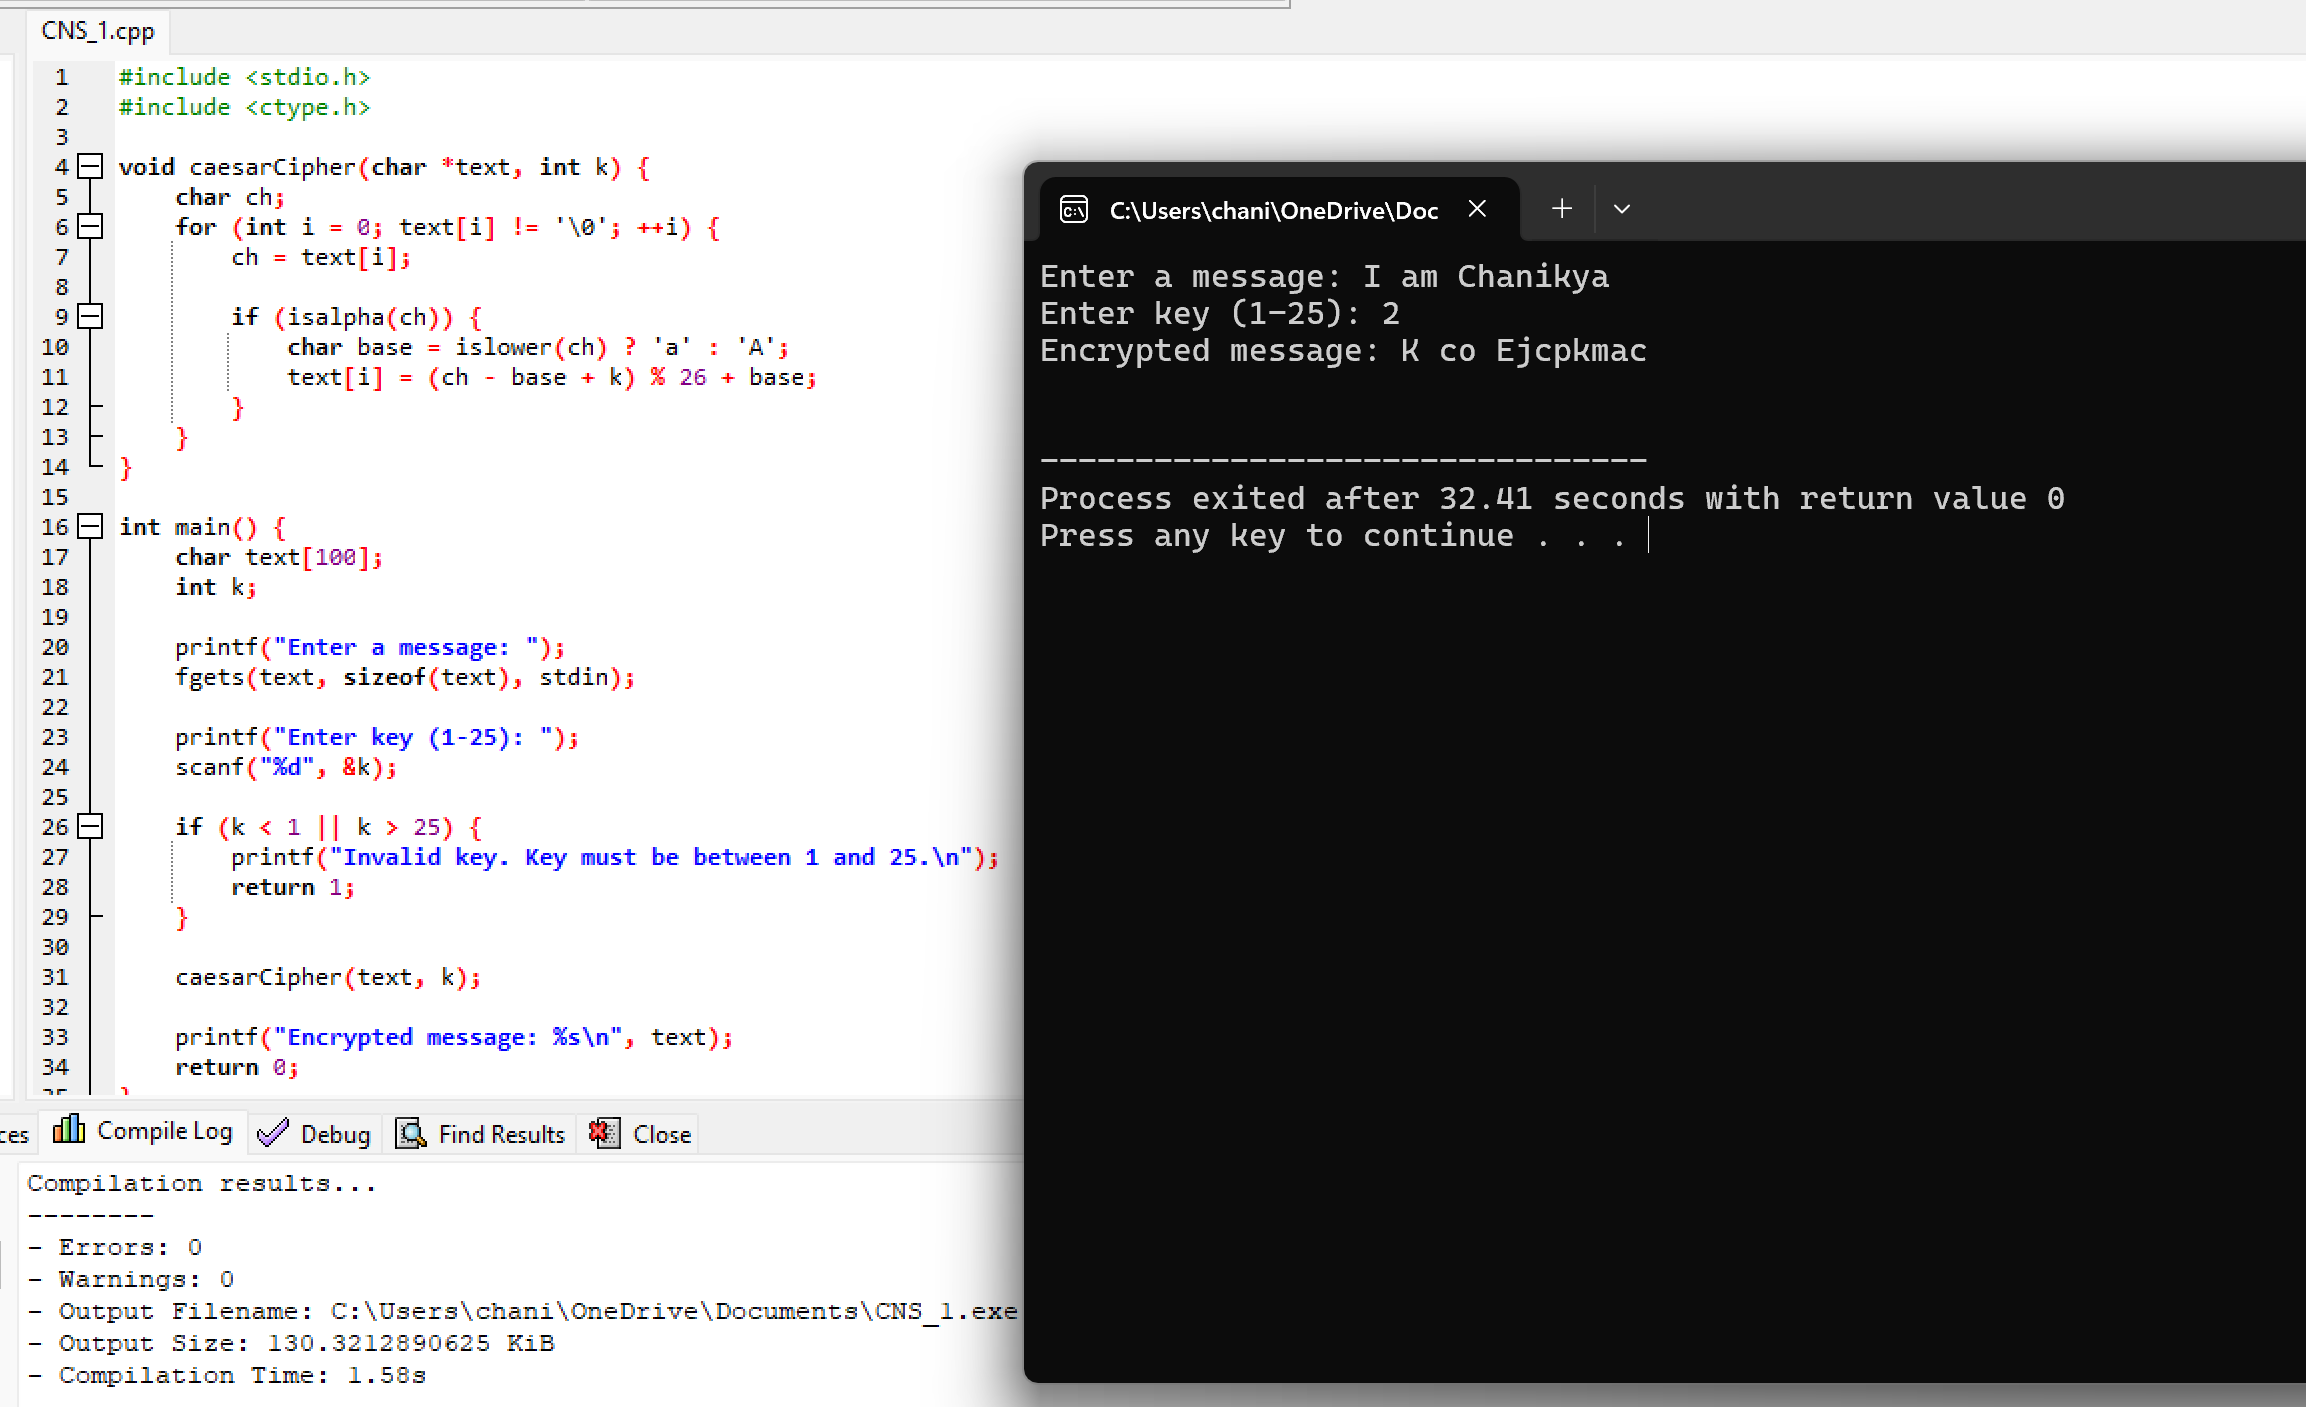 CNS_1.cpp
1 #include <stdio.h>
2 #include <ctype.h>
3
4 void caesarCipher(char *text, int k) {
5     char ch;
6     for (int i = 0; text[i] != '\0'; ++i) {
7         ch = text[i];
8
9         if (isalpha(ch)) {
10             char base = islower(ch) ? 'a' : 'A';
11             text[i] = (ch - base + k) % 26 + base;
12         }
13     }
14 }
15
16 int main() {
17     char text[100];
18     int k;
19
20     printf("Enter a message: ");
21     fgets(text, sizeof(text), stdin);
22
23     printf("Enter key (1-25): ");
24     scanf("%d", &k);
25
26     if (k < 1 || k > 25) {
27         printf("Invalid key. Key must be between 1 and 25.\n");
28         return 1;
29     }
30
31     caesarCipher(text, k);
32
33     printf("Encrypted message: %s\n", text);
34     return 0;
C:\Users\chani\OneDrive\Doc
Enter a message: I am Chanikya
Enter key (1-25): 2
Encrypted message: K co Ejcpkmac
--------------------------------
Process exited after 32.41 seconds with return value 0
Press any key to continue . . .
ces Compile Log Debug Find Results Close
Compilation results...
--------
- Errors: 0
- Warnings: 0
- Output Filename: C:\Users\chani\OneDrive\Documents\CNS_1.exe
- Output Size: 130.3212890625 KiB
- Compilation Time: 1.58s